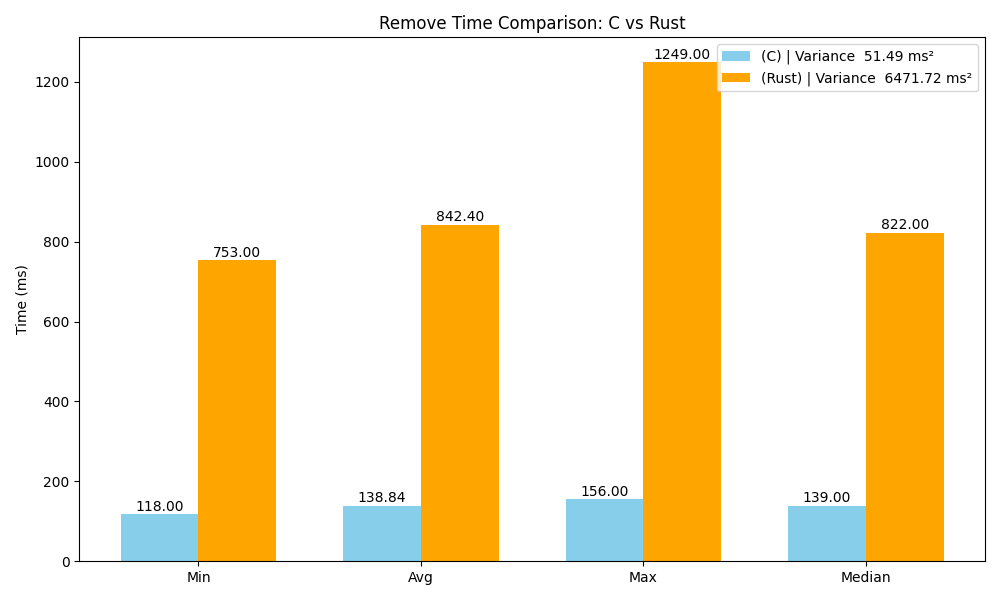 Remove Time Comparison: C vs Rust
(C) | Variance  51.49 ms²
(Rust) | Variance  6471.72 ms²
Time (ms)
1200
1000
800
600
400
200
0
118.00
753.00
138.84
842.40
156.00
1249.00
139.00
822.00
Min
Avg
Max
Median